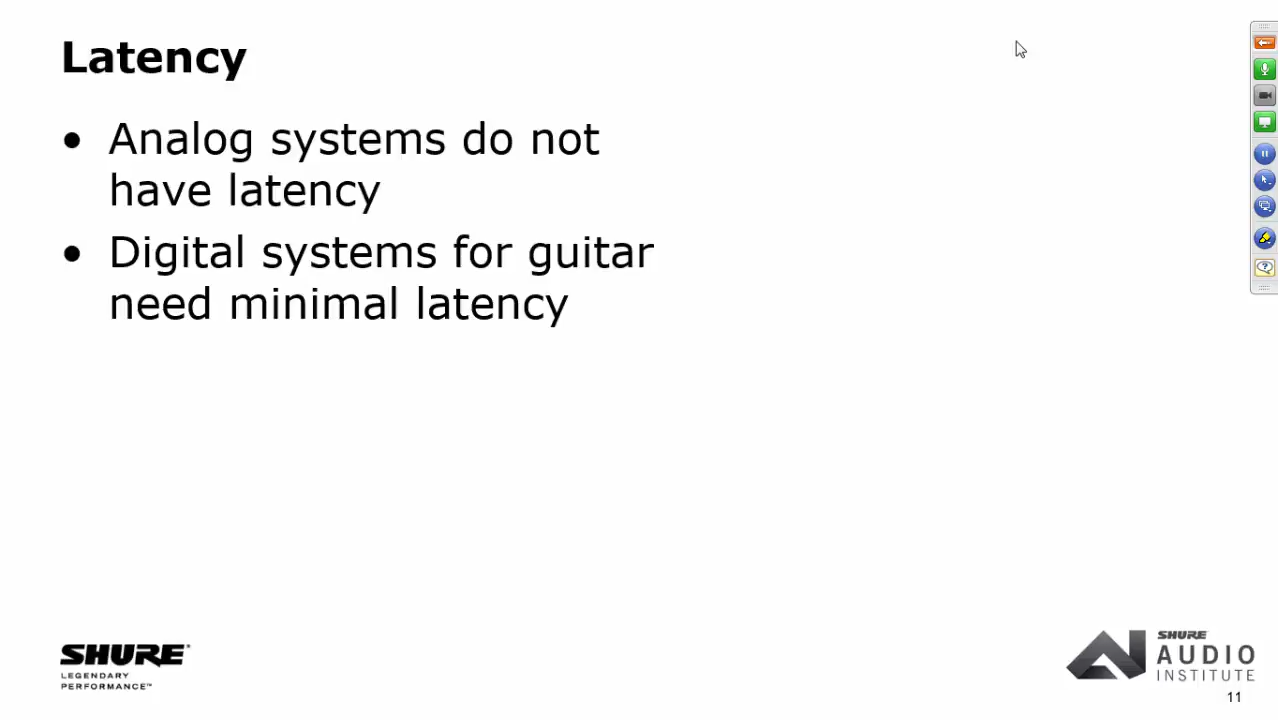 Latency
• Analog systems do not
have latency
• Digital systems for guitar
need minimal latency
SHURE®
LEGENDARY
PERFORMANCE™
SHURE
AUDIO
INSTITUTE
11